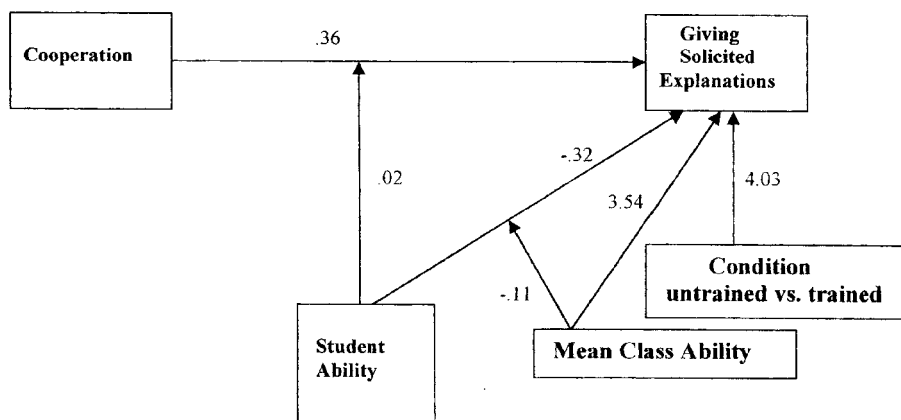 Cooperation
.36
Giving
Solicited
Explanations
.02
-.32
3.54
4.03
-.11
Condition
untrained vs. trained
Student
Ability
Mean Class Ability